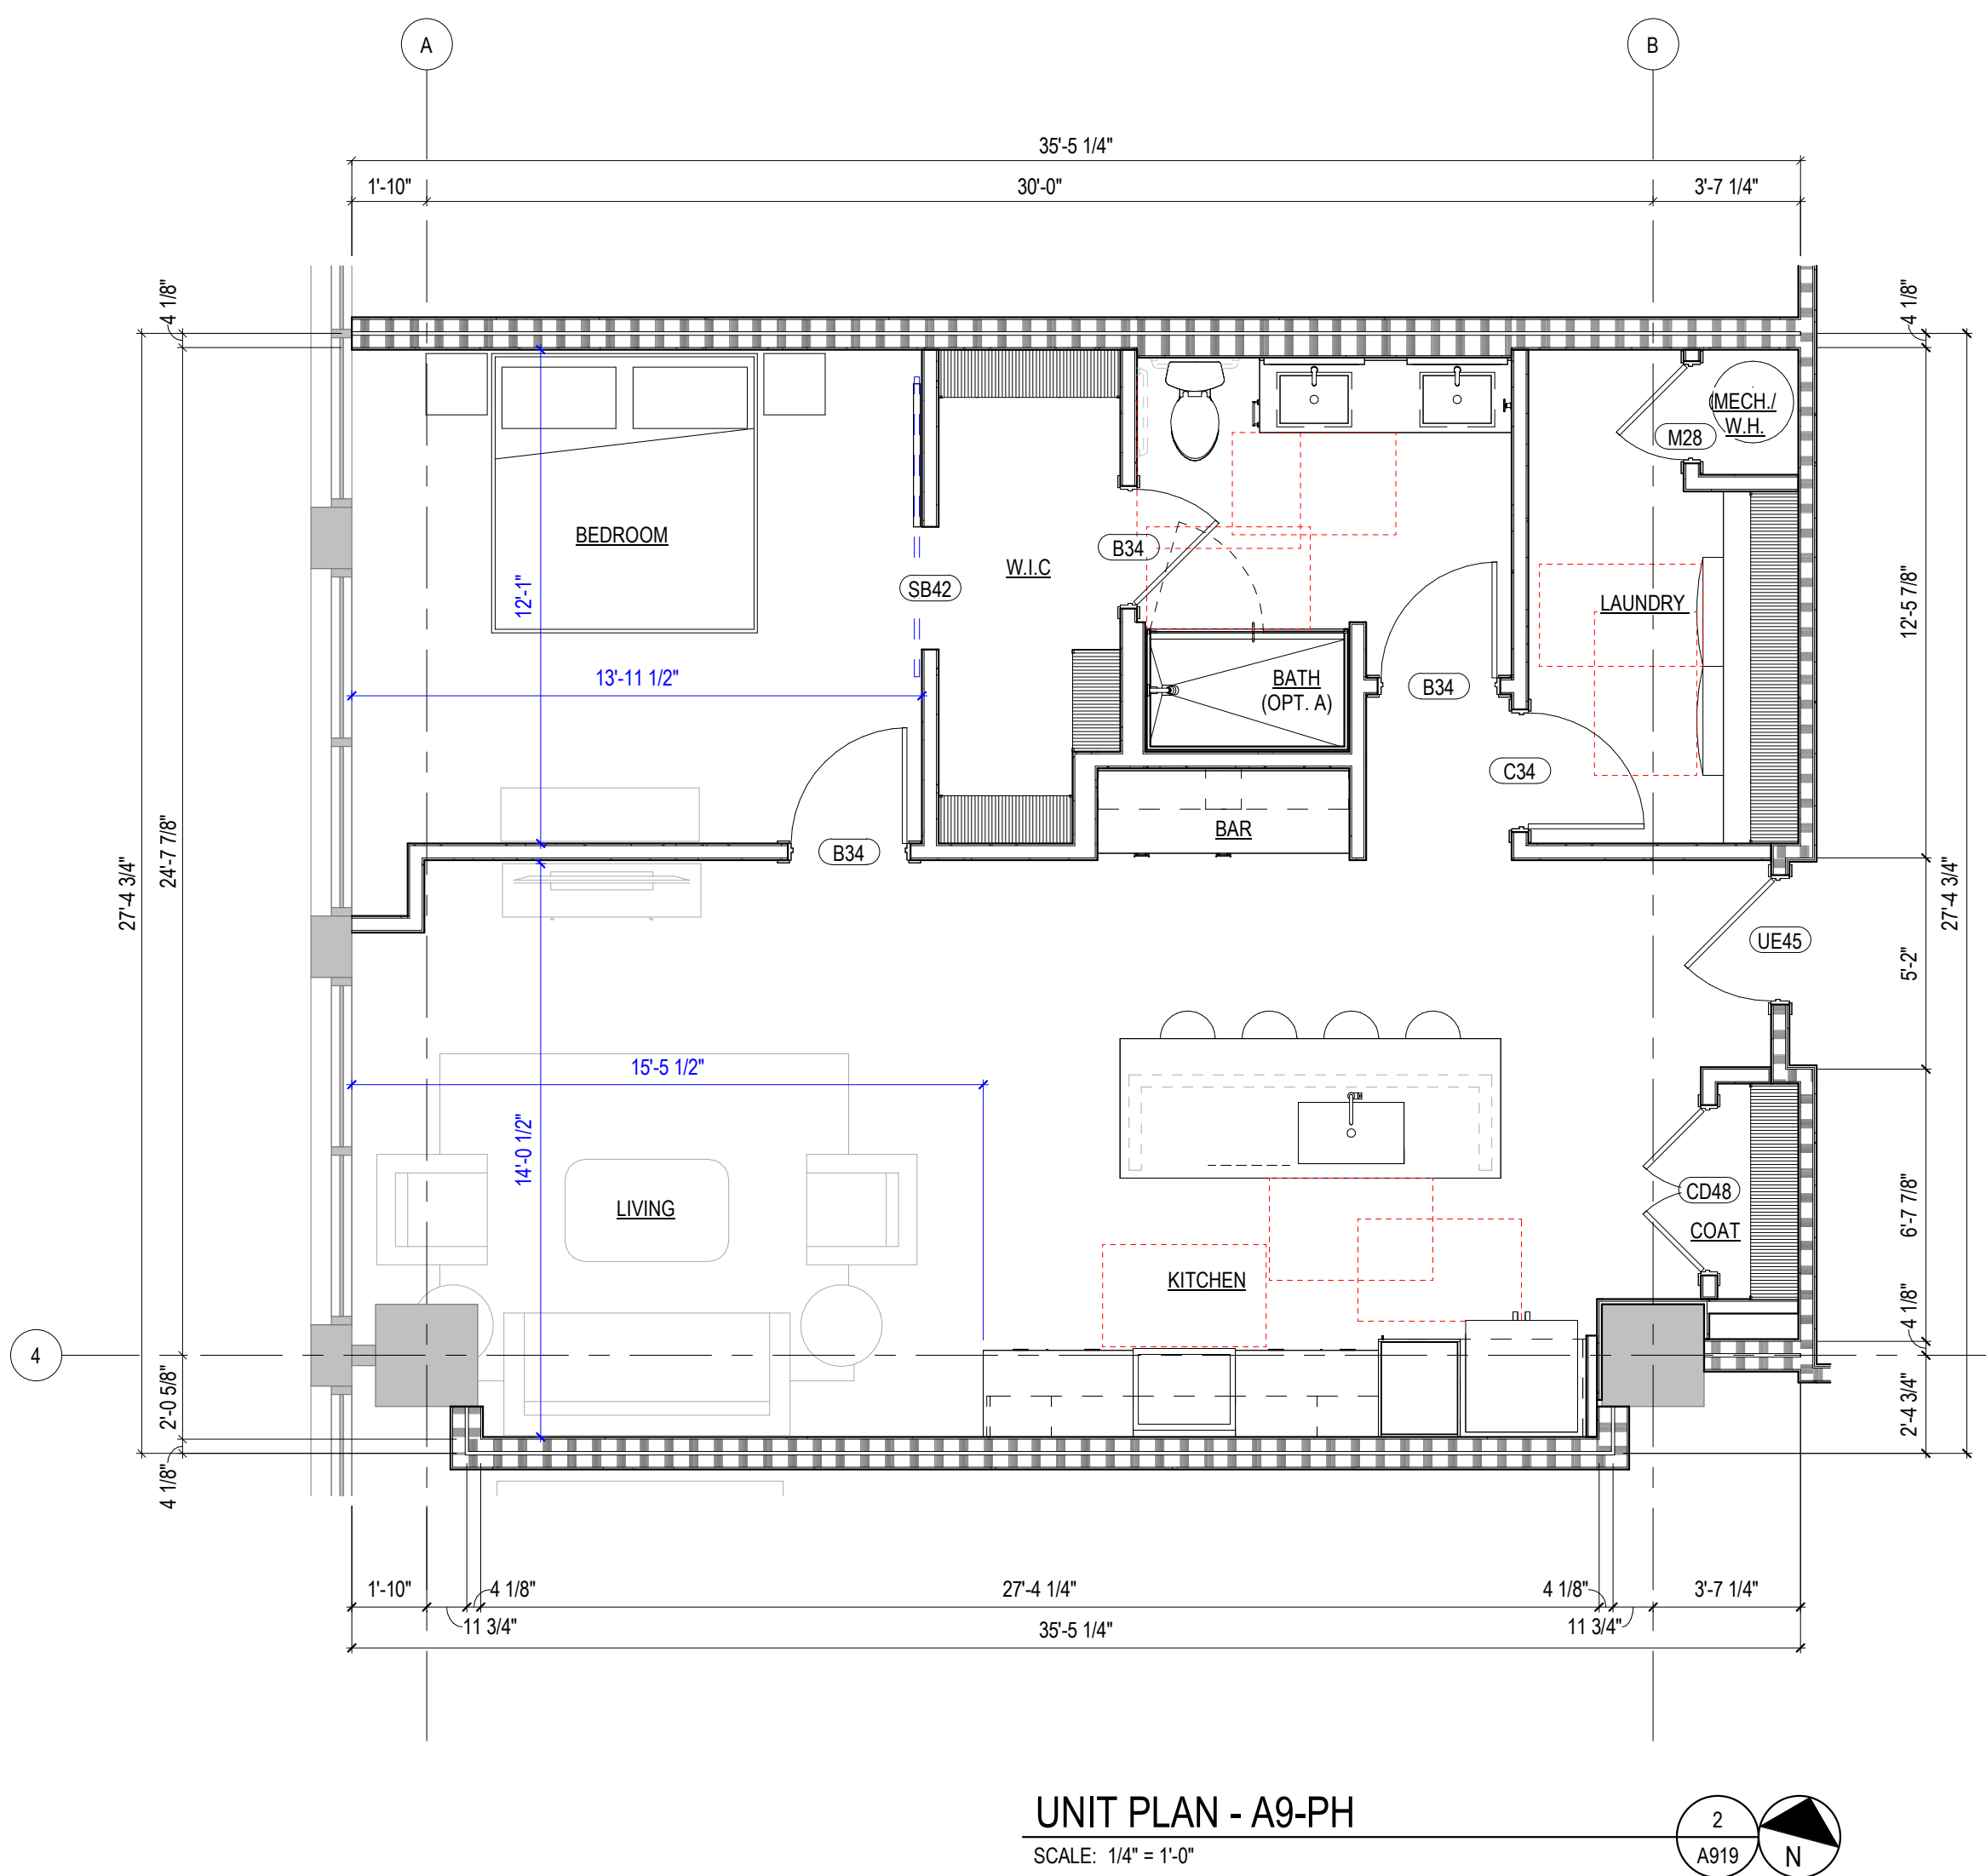 A
B
35'-5 1/4"
1'-10"
30'-0"
3'-7 1/4"
4 1/8"
4 1/8"
MECH./
W.H.
M28
BEDROOM
B34
W.I.C
SB42
12'-1"
LAUNDRY
12'-5 7/8"
13'-11 1/2"
BATH
(OPT. A)
B34
C34
BAR
B34
27'-4 3/4"
24'-7 7/8"
27'-4 3/4"
UE45
5'-2"
15'-5 1/2"
14'-0 1/2"
LIVING
CD48
COAT
6'-7 7/8"
KITCHEN
4 1/8"
4
2'-0 5/8"
2'-4 3/4"
4 1/8"
1'-10"
4 1/8"
27'-4 1/4"
4 1/8"
3'-7 1/4"
11 3/4"
11 3/4"
35'-5 1/4"
UNIT PLAN - A9-PH
SCALE: 1/4" = 1'-0"
2
A919
N